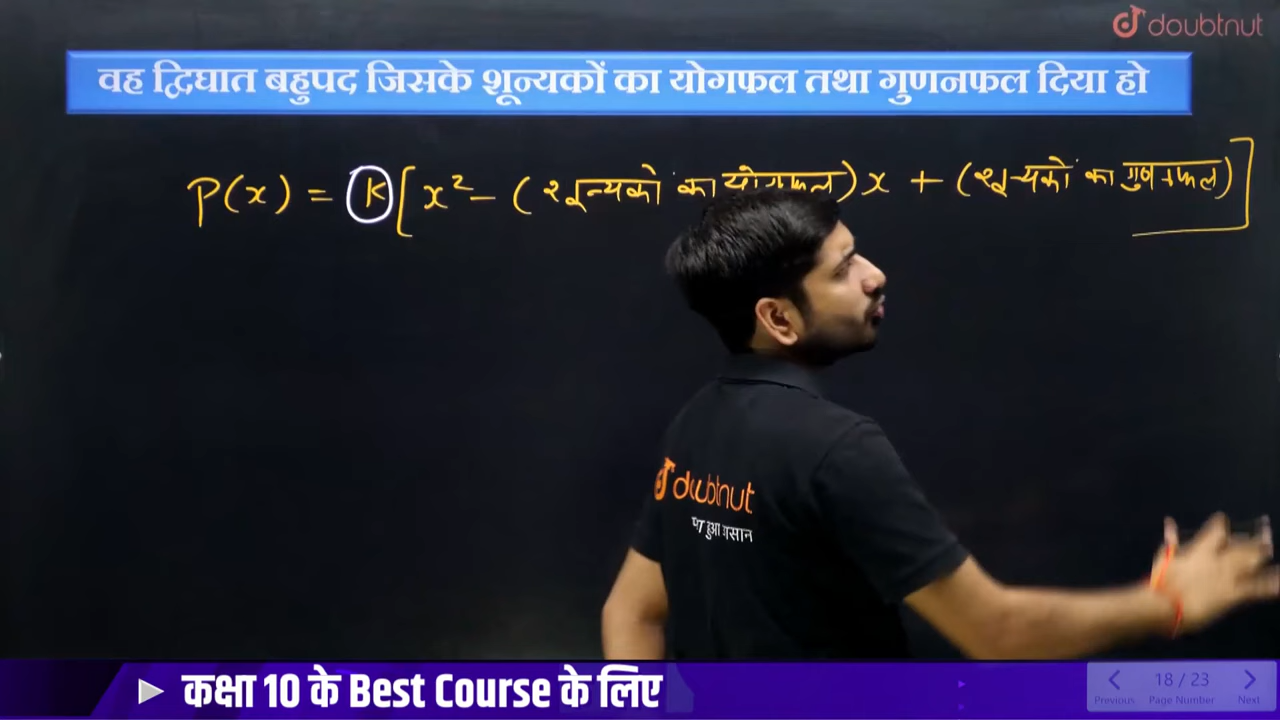 doubtnut
वह द्विघात बहुपद जिसके शून्यकों का योगफल तथा गुणनफल दिया हो
P(x) = K[x² - (शून्यको का योगफल)x + (शून्यकों का गुणनफल)]
doubtnut
हुआ
कक्षा 10 के Best Course के लिए
18 / 23
Previous Page Number Next